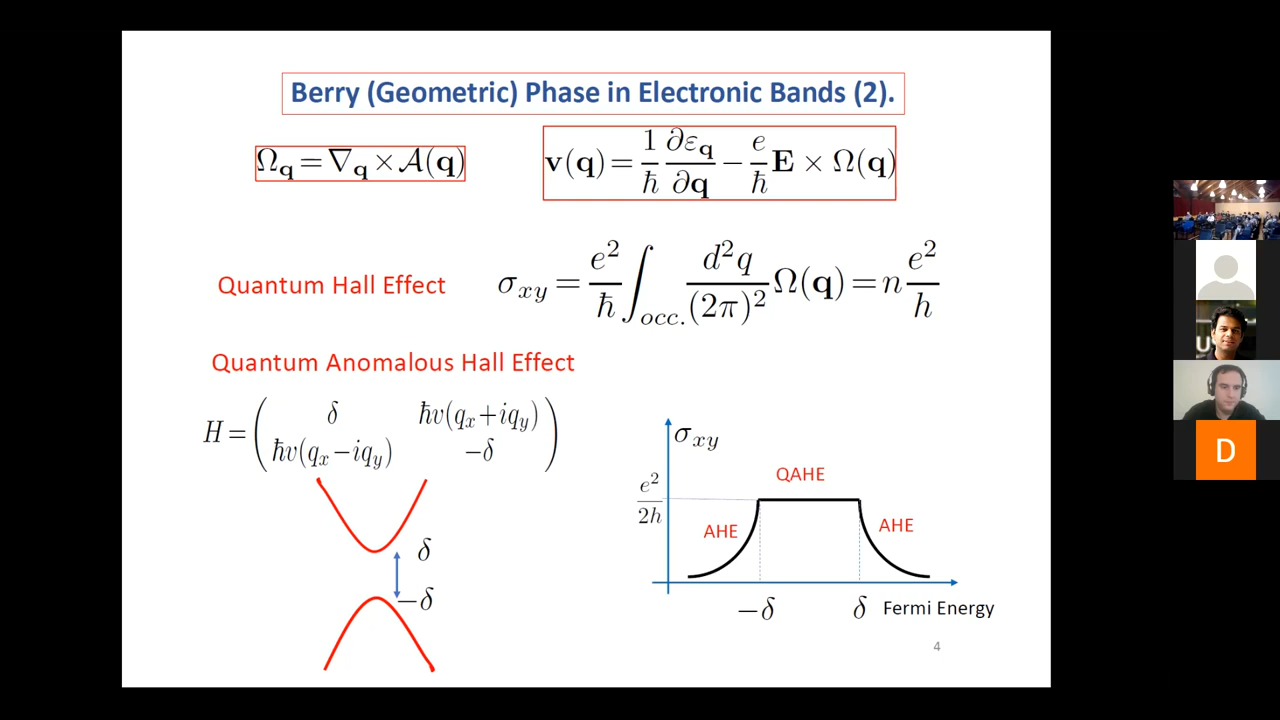 Berry (Geometric) Phase in Electronic Bands (2).
Ω_q = ∇_q × 𝒜(q)
v(q) = 1/ħ ∂ε_q/∂q − e/ħ E × Ω(q)
Quantum Hall Effect
σ_xy = e²/ħ ∫_occ. d²q/(2π)² Ω(q) = n e²/h
Quantum Anomalous Hall Effect
H = ( δ ħv(q_x+iq_y)
ħv(q_x−iq_y) −δ )
δ
−δ
σ_xy
e²/2h
QAHE
AHE
AHE
−δ
δ
Fermi Energy
4
U
D